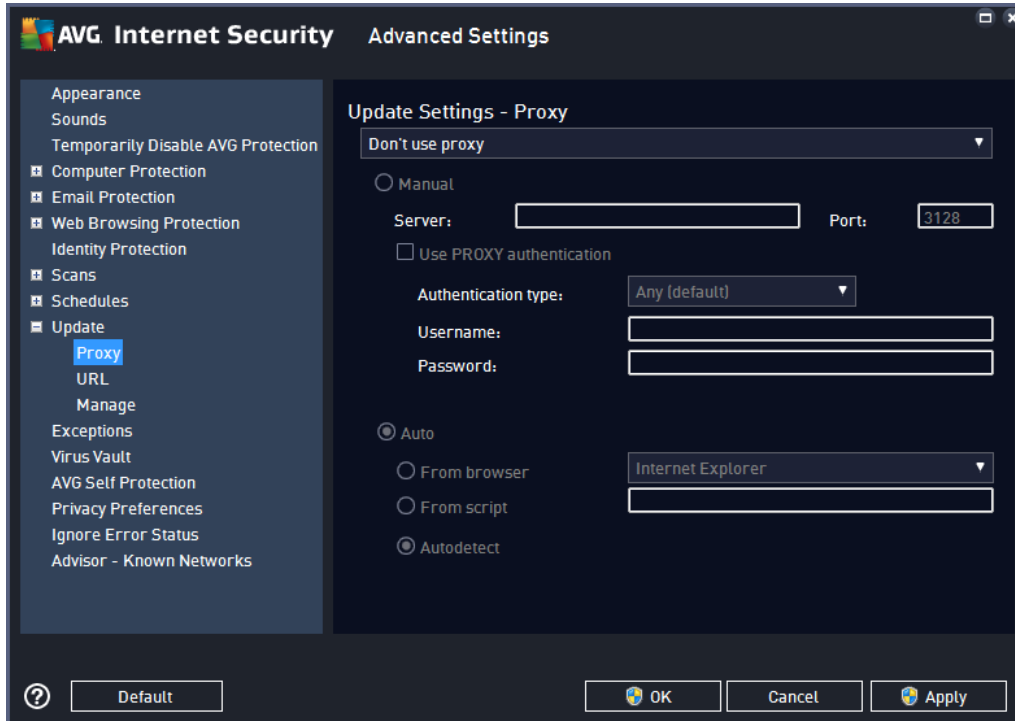 AVG. Internet Security Advanced Settings
Appearance
Sounds
Temporarily Disable AVG Protection
Computer Protection
Email Protection
Web Browsing Protection
Identity Protection
Scans
Schedules
Update
Proxy
URL
Manage
Exceptions
Virus Vault
AVG Self Protection
Privacy Preferences
Ignore Error Status
Advisor - Known Networks
Update Settings - Proxy
Don't use proxy
Manual
Server: Port: 3128
Use PROXY authentication
Authentication type: Any (default)
Username:
Password:
Auto
From browser Internet Explorer
From script
Autodetect
? Default OK Cancel Apply